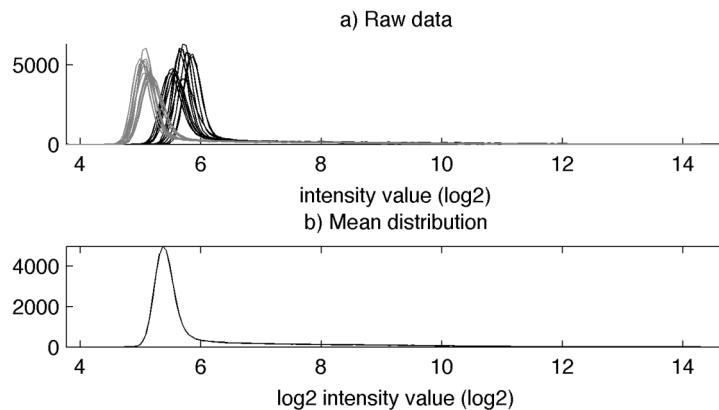 a) Raw data
5000
0
4 6 8 10 12 14
intensity value (log2)
b) Mean distribution
4000
2000
0
4 6 8 10 12 14
log2 intensity value (log2)